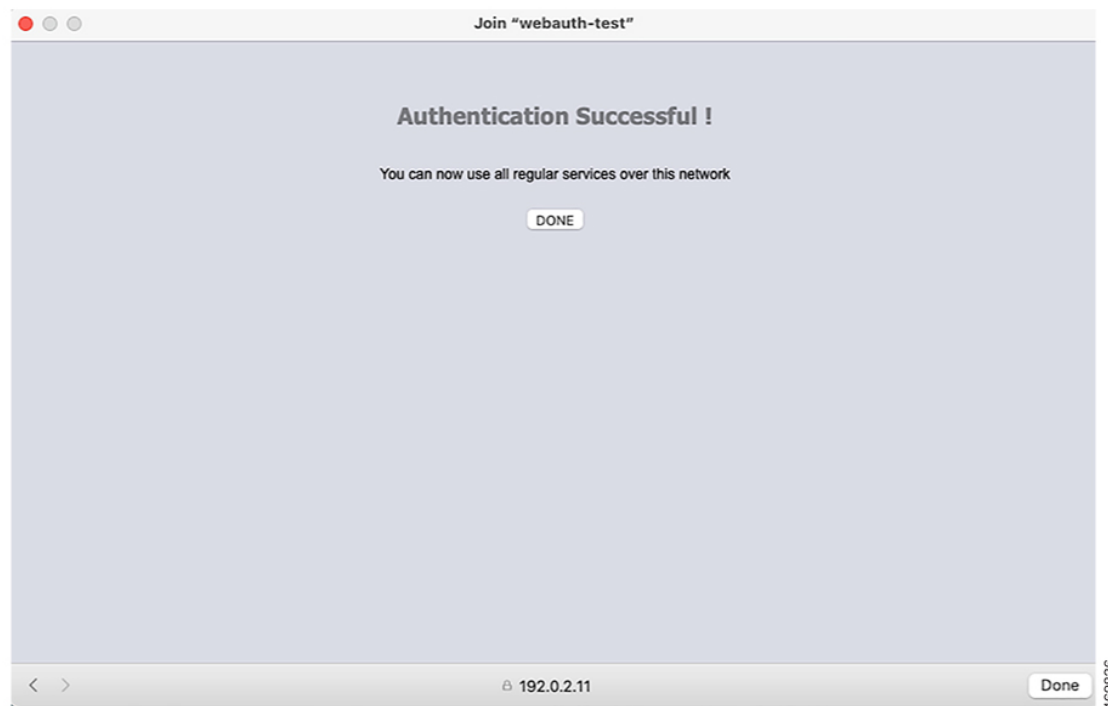 Join “webauth-test”
Authentication Successful !
You can now use all regular services over this network
DONE
192.0.2.11
Done